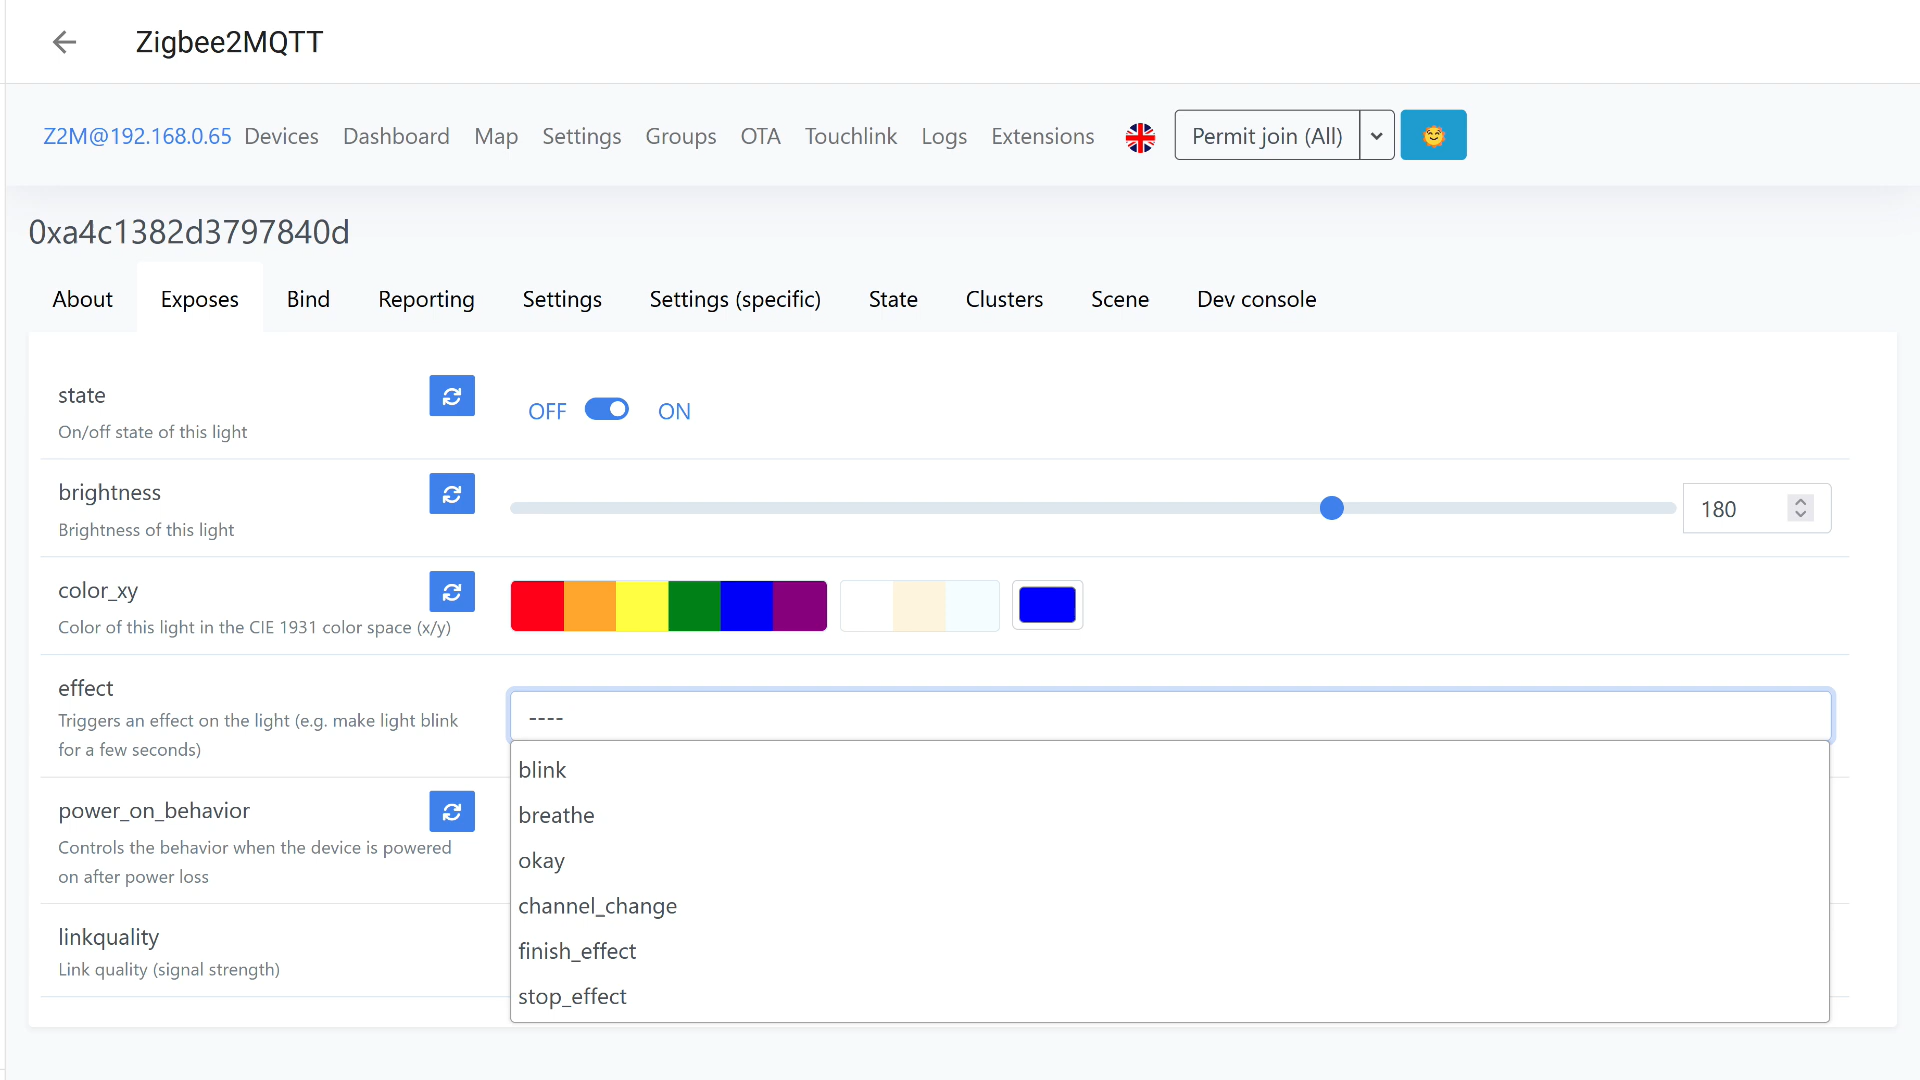 Zigbee2MQTT
Z2M@192.168.0.65 Devices Dashboard Map Settings Groups OTA Touchlink Logs Extensions Permit join (All)
0xa4c1382d3797840d
About Exposes Bind Reporting Settings Settings (specific) State Clusters Scene Dev console
state
OFF ON
On/off state of this light
brightness
180
Brightness of this light
color_xy
Color of this light in the CIE 1931 color space (x/y)
effect
Triggers an effect on the light (e.g. make light blink
for a few seconds)
----
blink
breathe
okay
channel_change
finish_effect
stop_effect
power_on_behavior
Controls the behavior when the device is powered
on after power loss
linkquality
Link quality (signal strength)